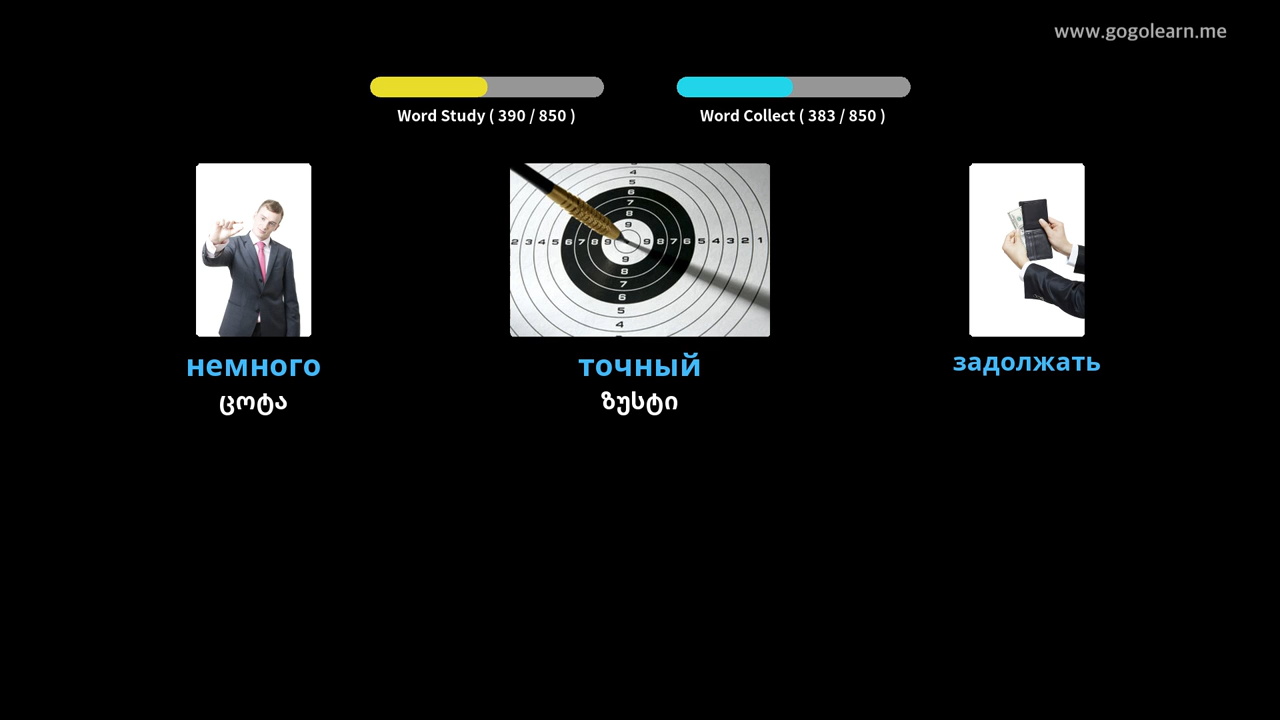 www.gogolearn.me
Word Study ( 390 / 850 )
Word Collect ( 383 / 850 )
немного
точный
задолжать
ცოტა
ზუსტი